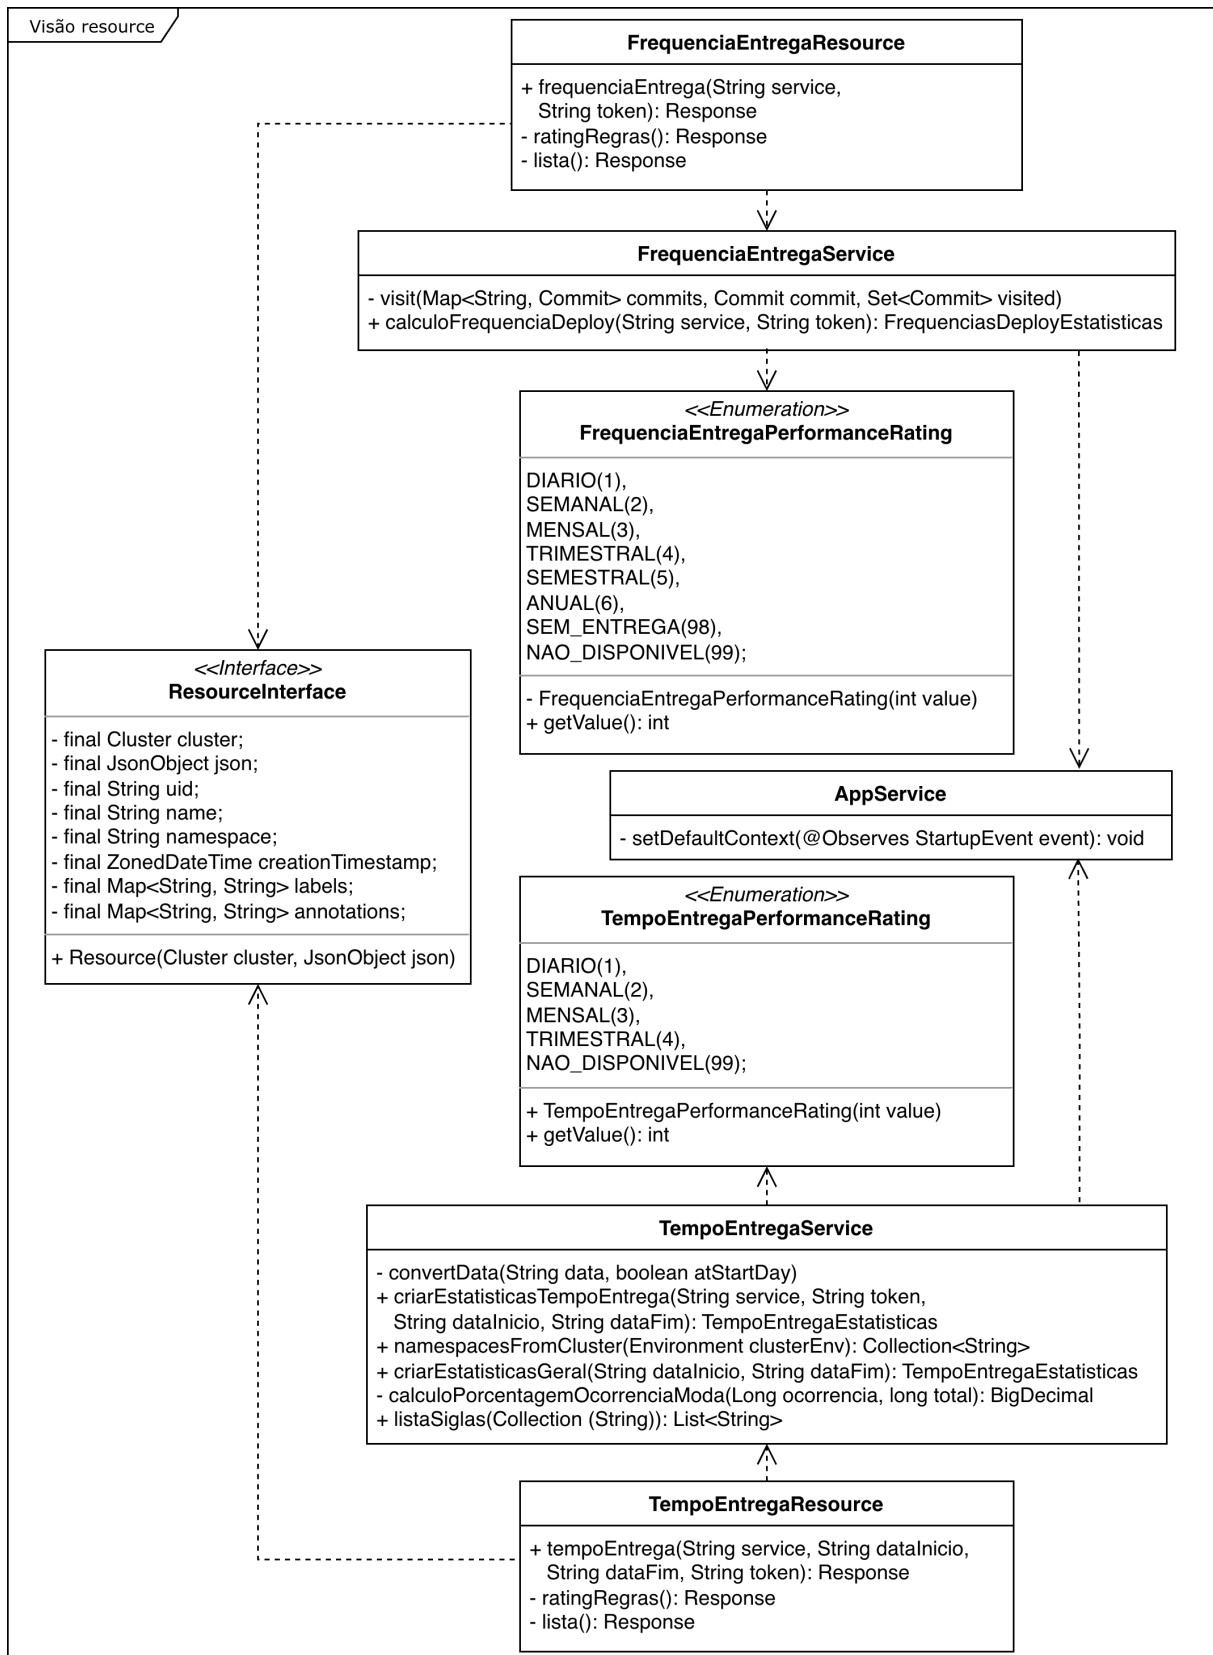 Visão resource
FrequenciaEntregaResource
+ frequenciaEntrega(String service,
String token): Response
- ratingRegras(): Response
- lista(): Response
FrequenciaEntregaService
- visit(Map<String, Commit> commits, Commit commit, Set<Commit> visited)
+ calculoFrequenciaDeploy(String service, String token): FrequenciasDeployEstatisticas
<<Enumeration>>
FrequenciaEntregaPerformanceRating
DIARIO(1),
SEMANAL(2),
MENSAL(3),
TRIMESTRAL(4),
SEMESTRAL(5),
ANUAL(6),
SEM_ENTREGA(98),
NAO_DISPONIVEL(99);
- FrequenciaEntregaPerformanceRating(int value)
+ getValue(): int
<<Interface>>
ResourceInterface
- final Cluster cluster;
- final JsonObject json;
- final String uid;
- final String name;
- final String namespace;
- final ZonedDateTime creationTimestamp;
- final Map<String, String> labels;
- final Map<String, String> annotations;
+ Resource(Cluster cluster, JsonObject json)
AppService
- setDefaultContext(@Observes StartupEvent event): void
<<Enumeration>>
TempoEntregaPerformanceRating
DIARIO(1),
SEMANAL(2),
MENSAL(3),
TRIMESTRAL(4),
NAO_DISPONIVEL(99);
+ TempoEntregaPerformanceRating(int value)
+ getValue(): int
TempoEntregaService
- convertData(String data, boolean atStartDay)
+ criarEstatisticasTempoEntrega(String service, String token,
String dataInicio, String dataFim): TempoEntregaEstatisticas
+ namespacesFromCluster(Environment clusterEnv): Collection<String>
+ criarEstatisticasGeral(String dataInicio, String dataFim): TempoEntregaEstatisticas
- calculoPorcentagemOcorrenciaModa(Long ocorrencia, long total): BigDecimal
+ listaSiglas(Collection (String)): List<String>
TempoEntregaResource
+ tempoEntrega(String service, String dataInicio,
String dataFim, String token): Response
- ratingRegras(): Response
- lista(): Response